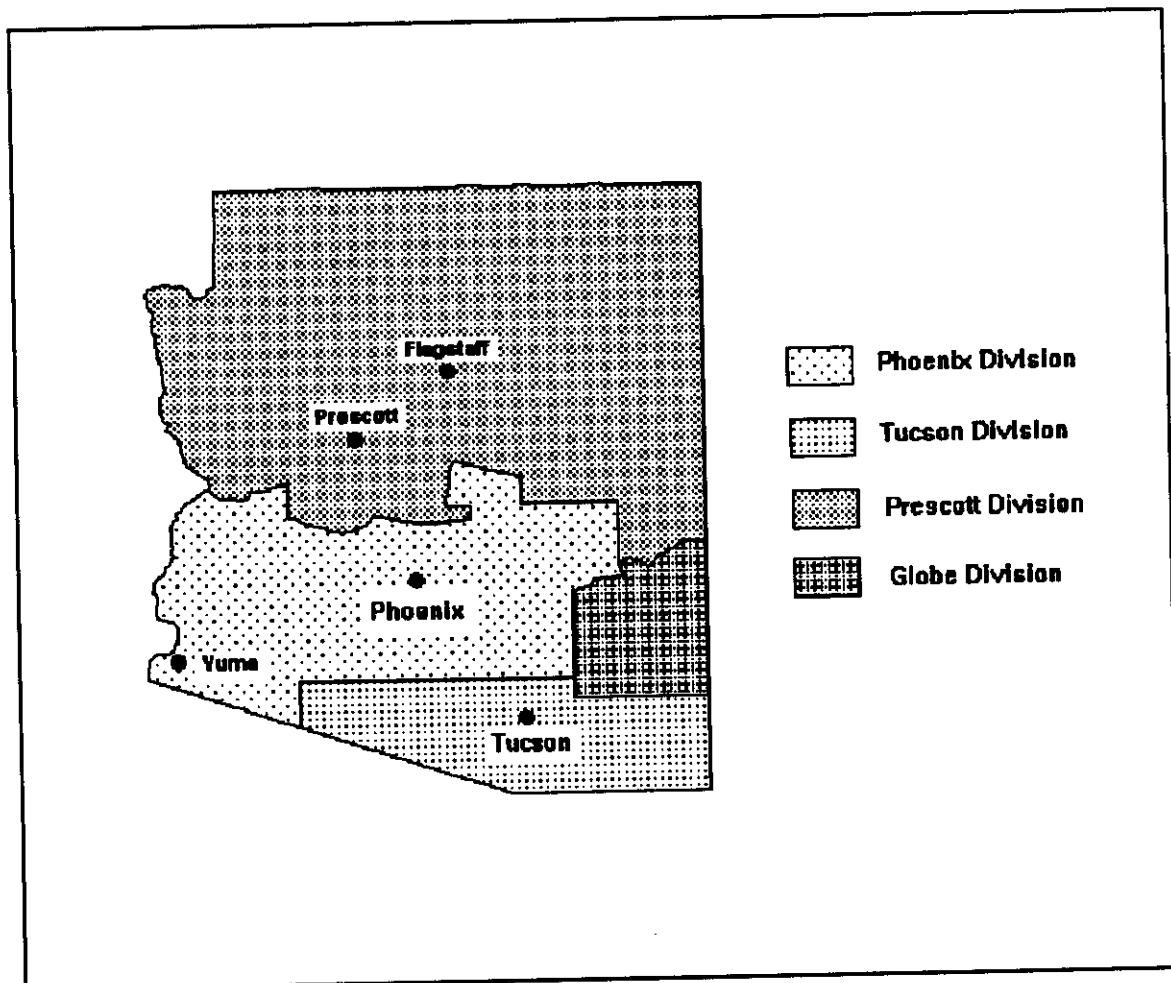 Flagstaff
Prescott
Phoenix
Yuma
Tucson
Phoenix Division
Tucson Division
Prescott Division
Globe Division